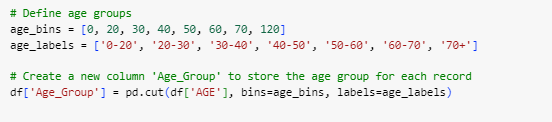 # Define age groups
age_bins = [0, 20, 30, 40, 50, 60, 70, 120]
age_labels = ['0-20', '20-30', '30-40', '40-50', '50-60', '60-70', '70+']
# Create a new column 'Age_Group' to store the age group for each record
df['Age_Group'] = pd.cut(df['AGE'], bins=age_bins, labels=age_labels)